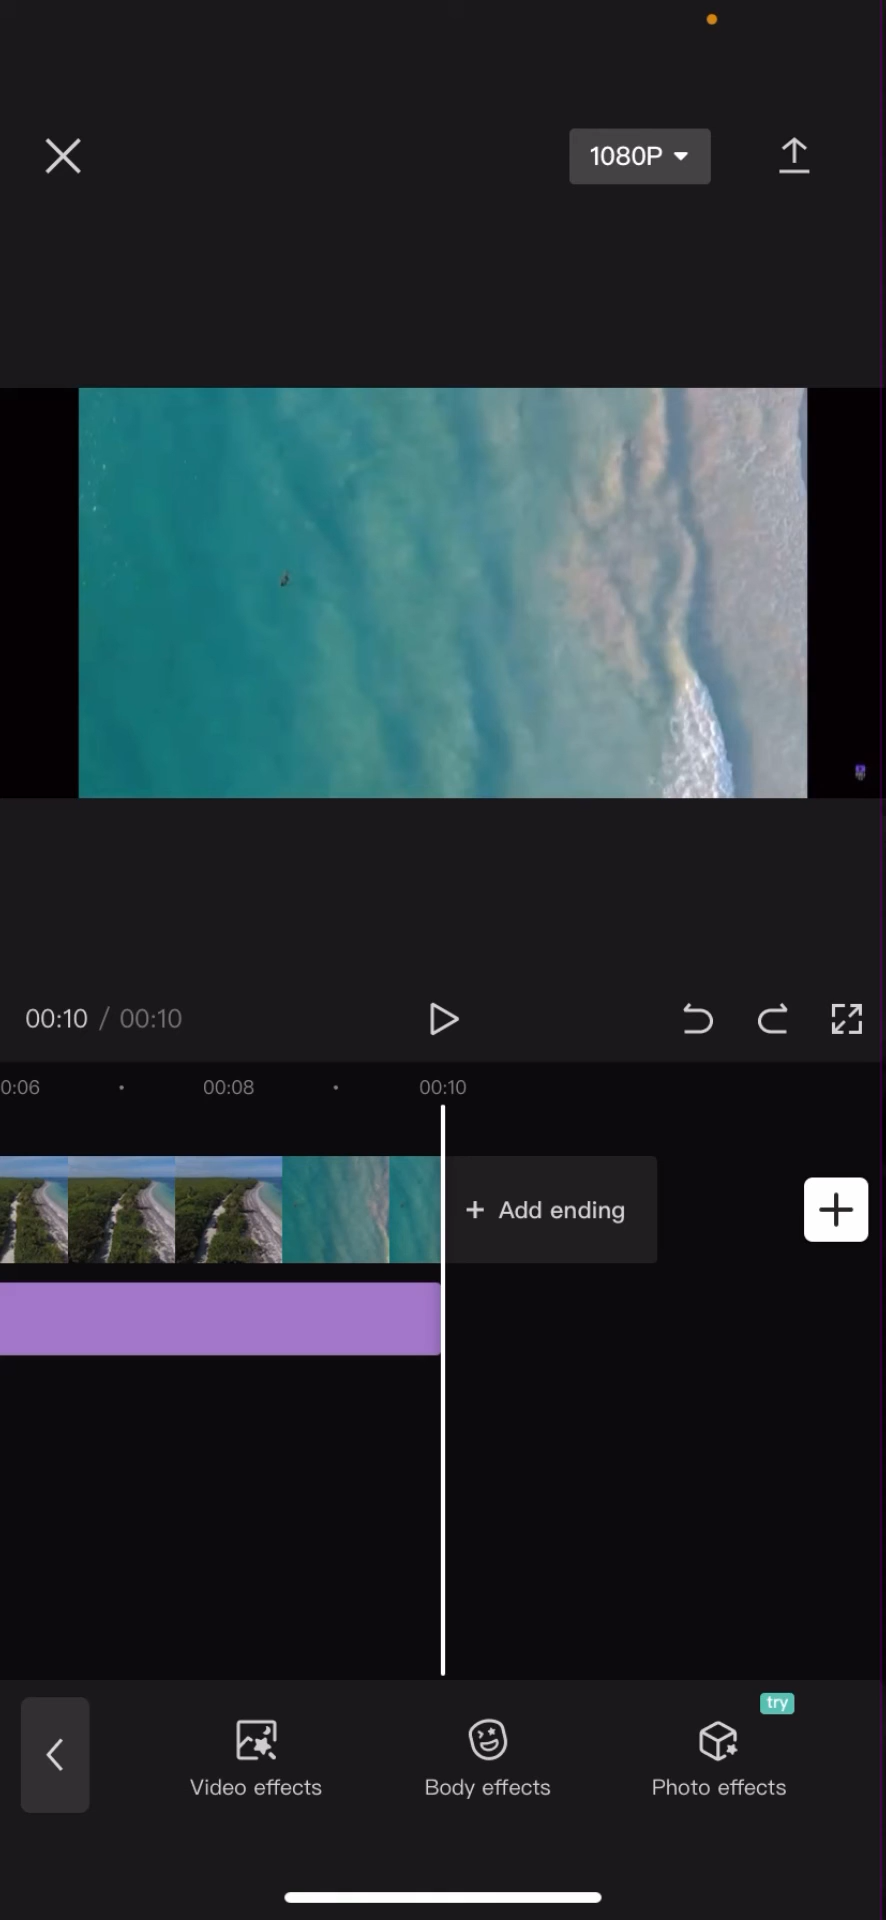 1080P
00:10 / 00:10
0:06 00:08 00:10
+ Add ending
try
Video effects Body effects Photo effects